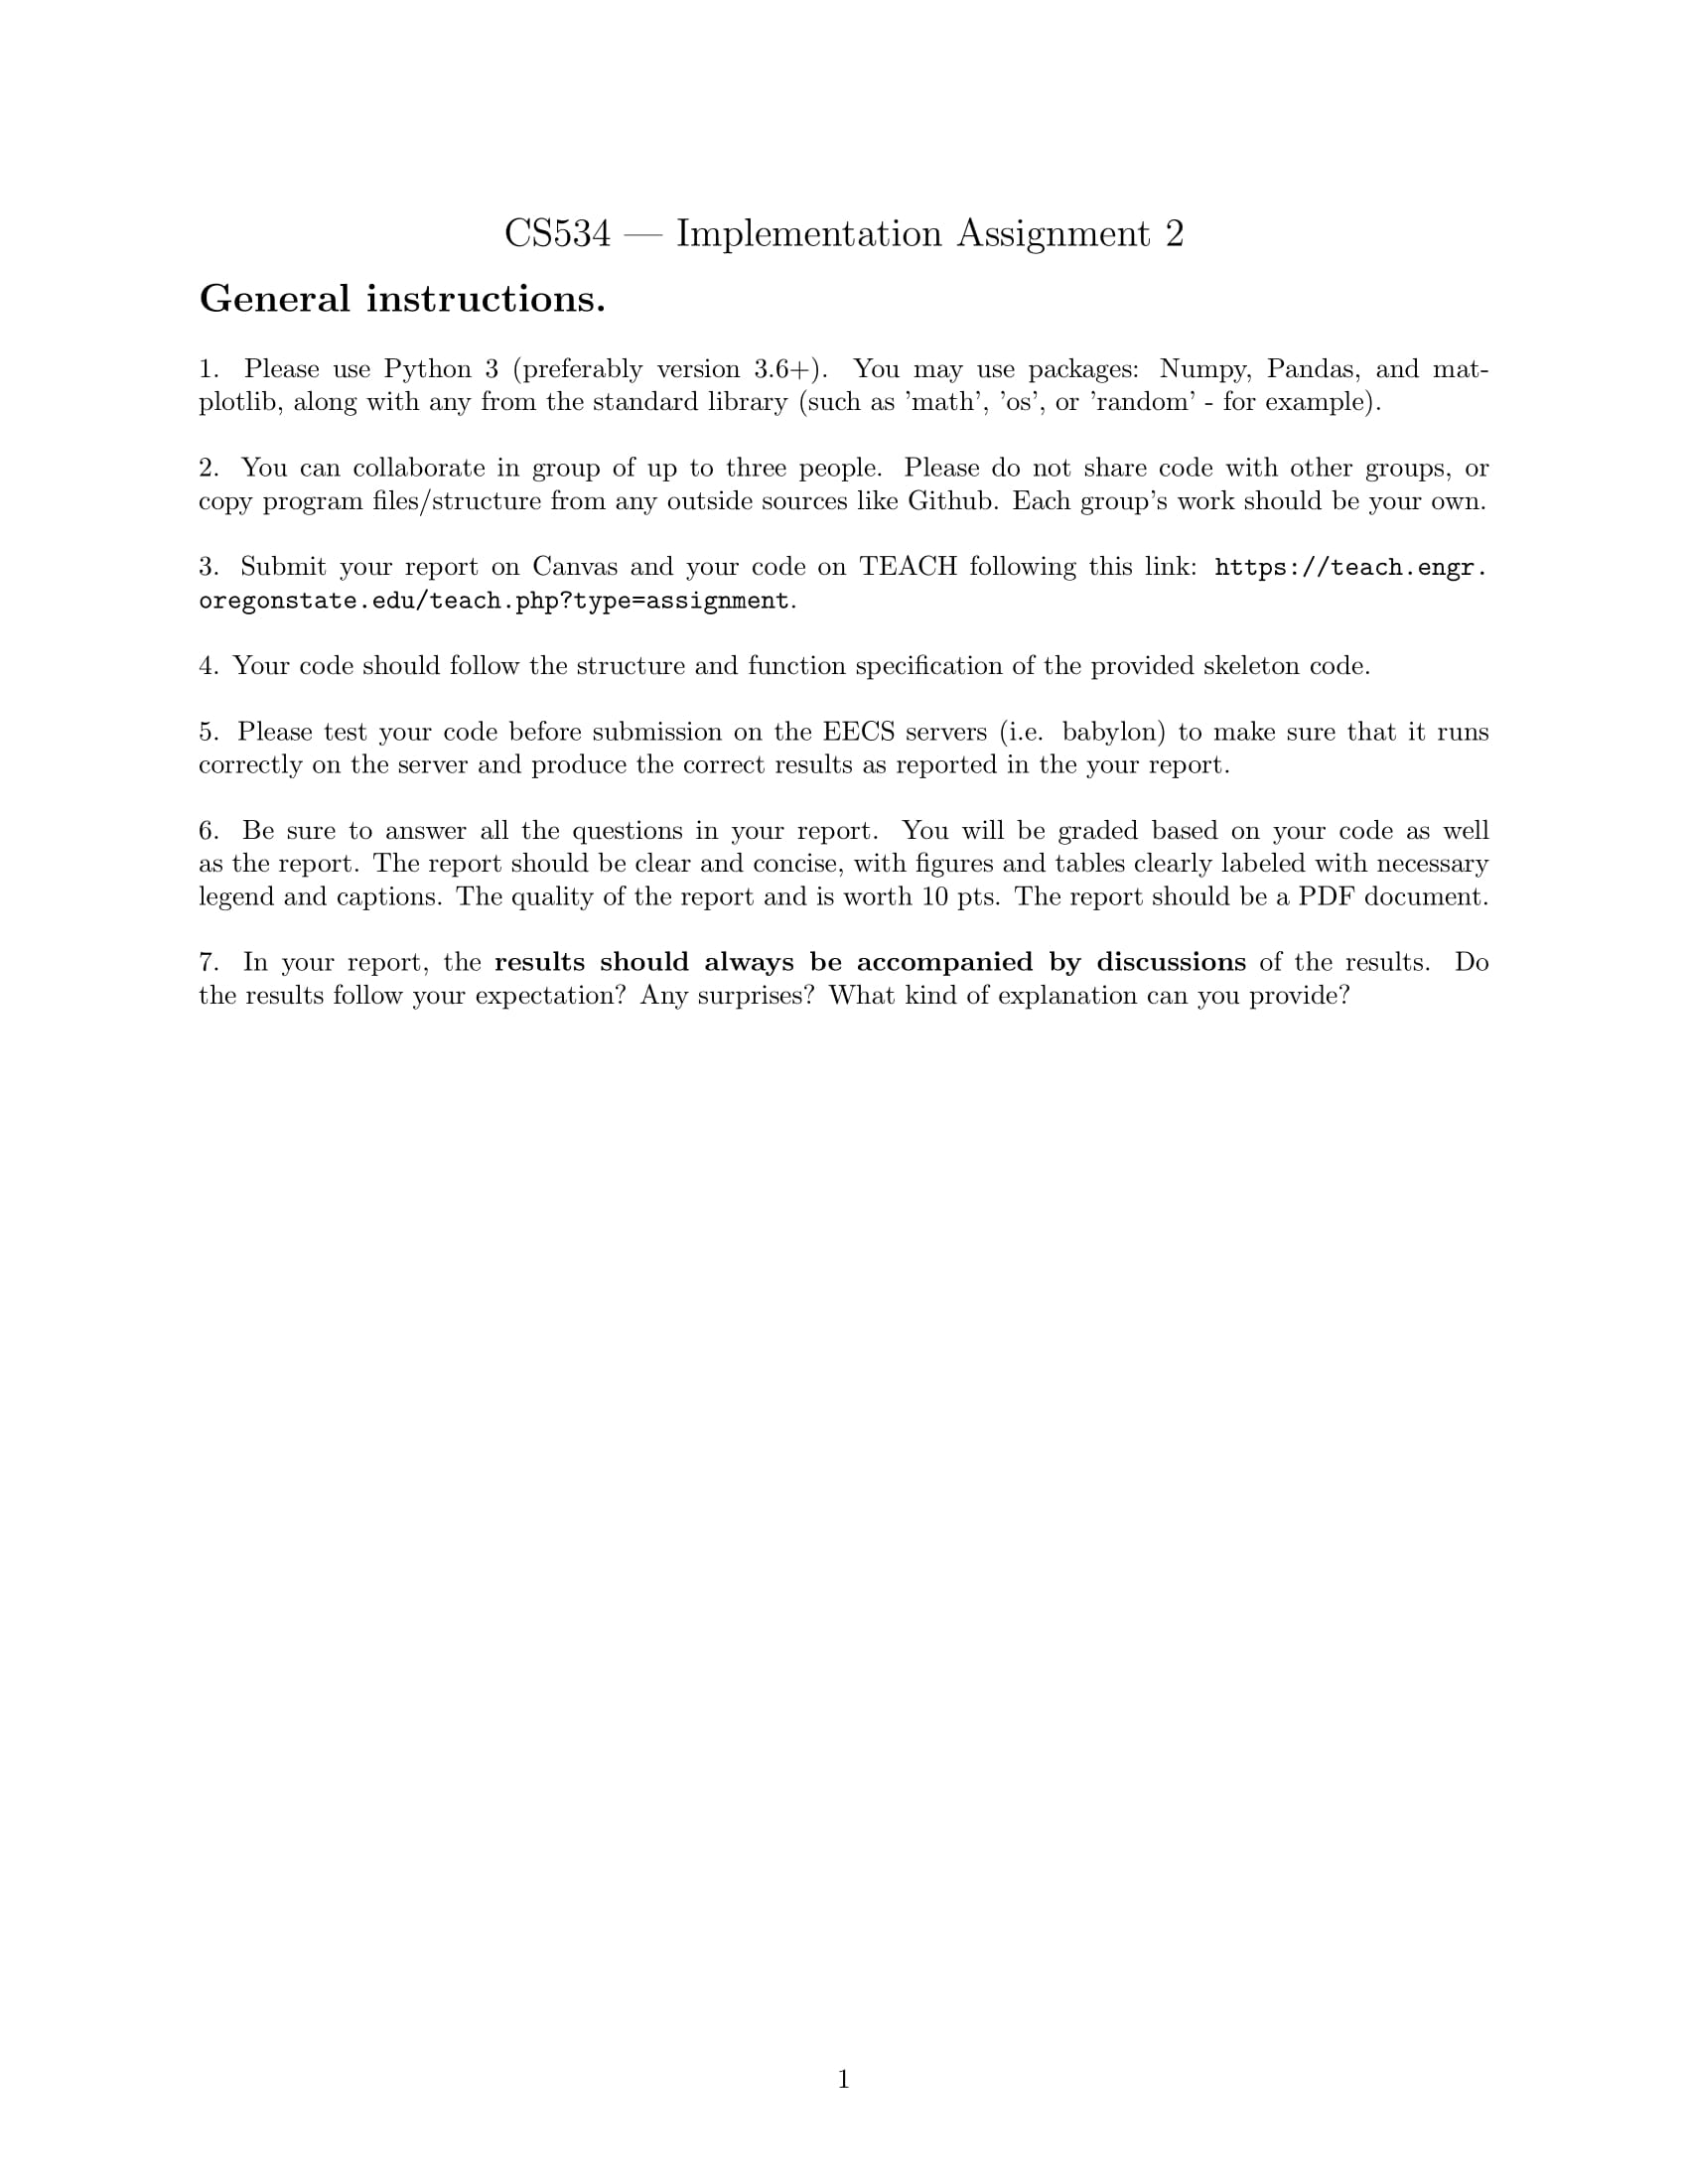 CS534 — Implementation Assignment 2
General instructions.
1. Please use Python 3 (preferably version 3.6+). You may use packages: Numpy, Pandas, and mat-
plotlib, along with any from the standard library (such as 'math', 'os', or 'random' - for example).
2. You can collaborate in group of up to three people. Please do not share code with other groups, or
copy program files/structure from any outside sources like Github. Each group's work should be your own.
3. Submit your report on Canvas and your code on TEACH following this link: https://teach.engr.
oregonstate.edu/teach.php?type=assignment.
4. Your code should follow the structure and function specification of the provided skeleton code.
5. Please test your code before submission on the EECS servers (i.e. babylon) to make sure that it runs
correctly on the server and produce the correct results as reported in the your report.
6. Be sure to answer all the questions in your report. You will be graded based on your code as well
as the report. The report should be clear and concise, with figures and tables clearly labeled with necessary
legend and captions. The quality of the report and is worth 10 pts. The report should be a PDF document.
7. In your report, the results should always be accompanied by discussions of the results. Do
the results follow your expectation? Any surprises? What kind of explanation can you provide?
1